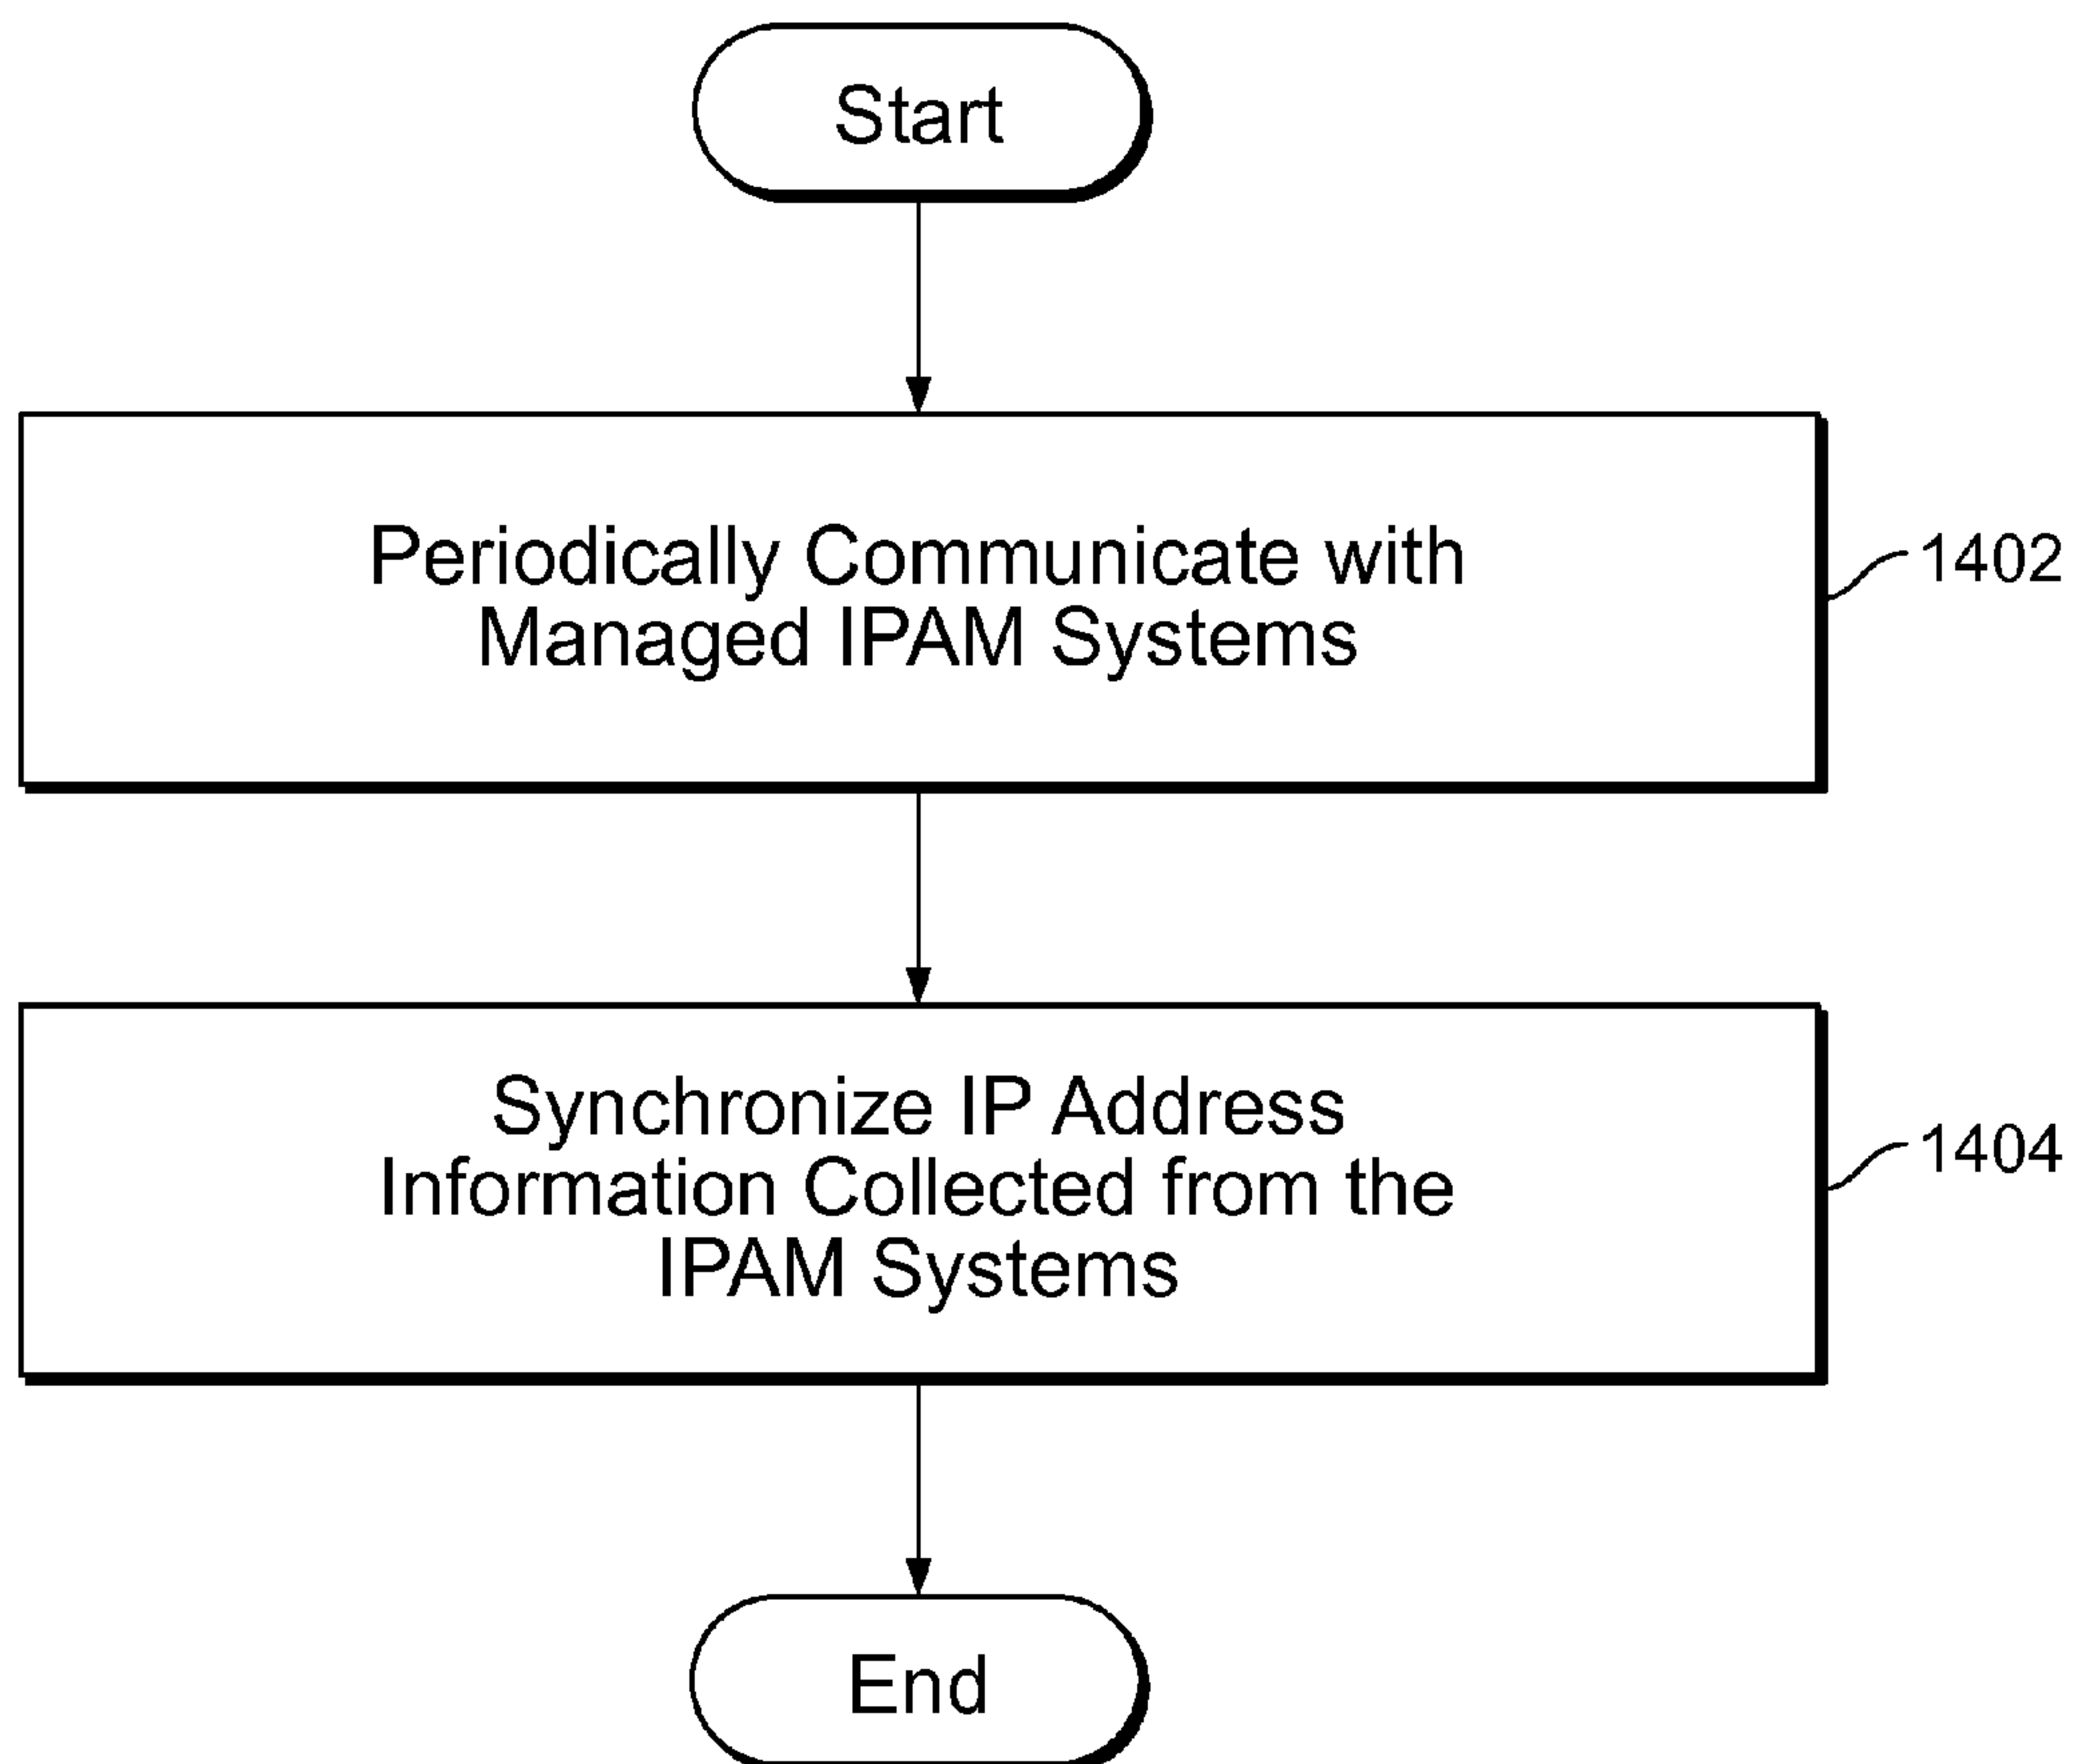 Start
Periodically Communicate with
Managed IPAM Systems
1402
Synchronize IP Address
Information Collected from the
IPAM Systems
1404
End